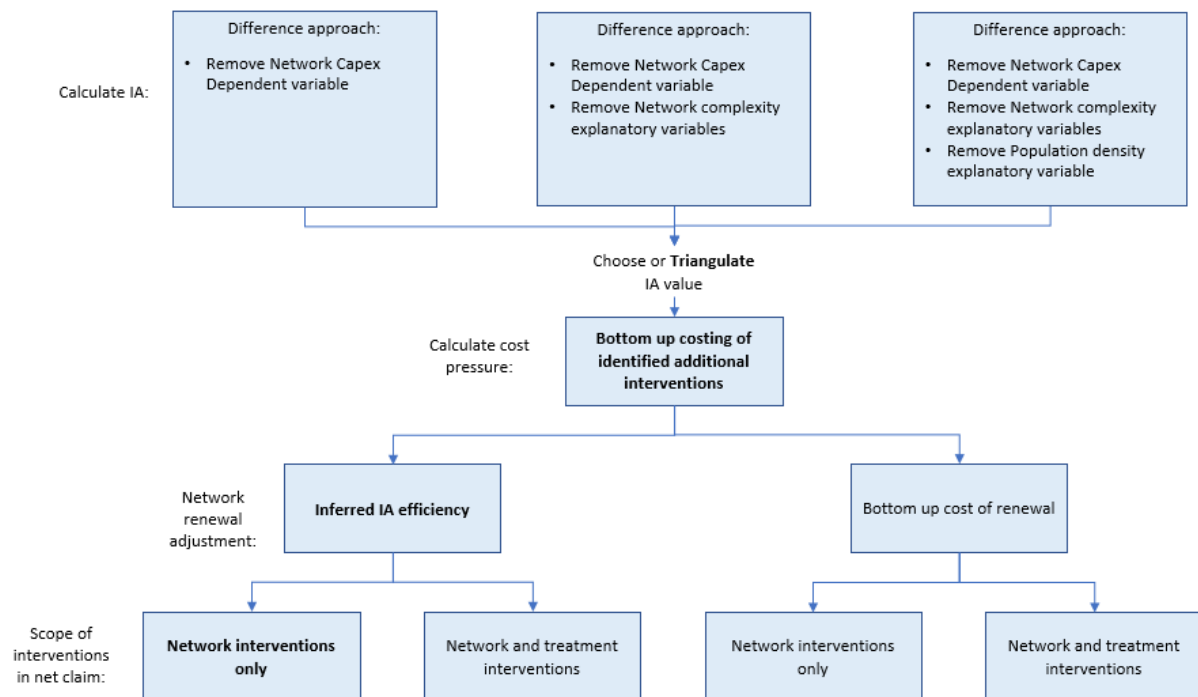 Calculate IA:
Difference approach:
• Remove Network Capex
Dependent variable
Difference approach:
• Remove Network Capex
Dependent variable
• Remove Network complexity
explanatory variables
Difference approach:
• Remove Network Capex
Dependent variable
• Remove Network complexity
explanatory variables
• Remove Population density
explanatory variable
Choose or Triangulate
IA value
Calculate cost
pressure:
Bottom up costing of
identified additional
interventions
Network
renewal
adjustment:
Inferred IA efficiency
Bottom up cost of renewal
Scope of
interventions
in net claim:
Network interventions
only
Network and treatment
interventions
Network interventions
only
Network and treatment
interventions